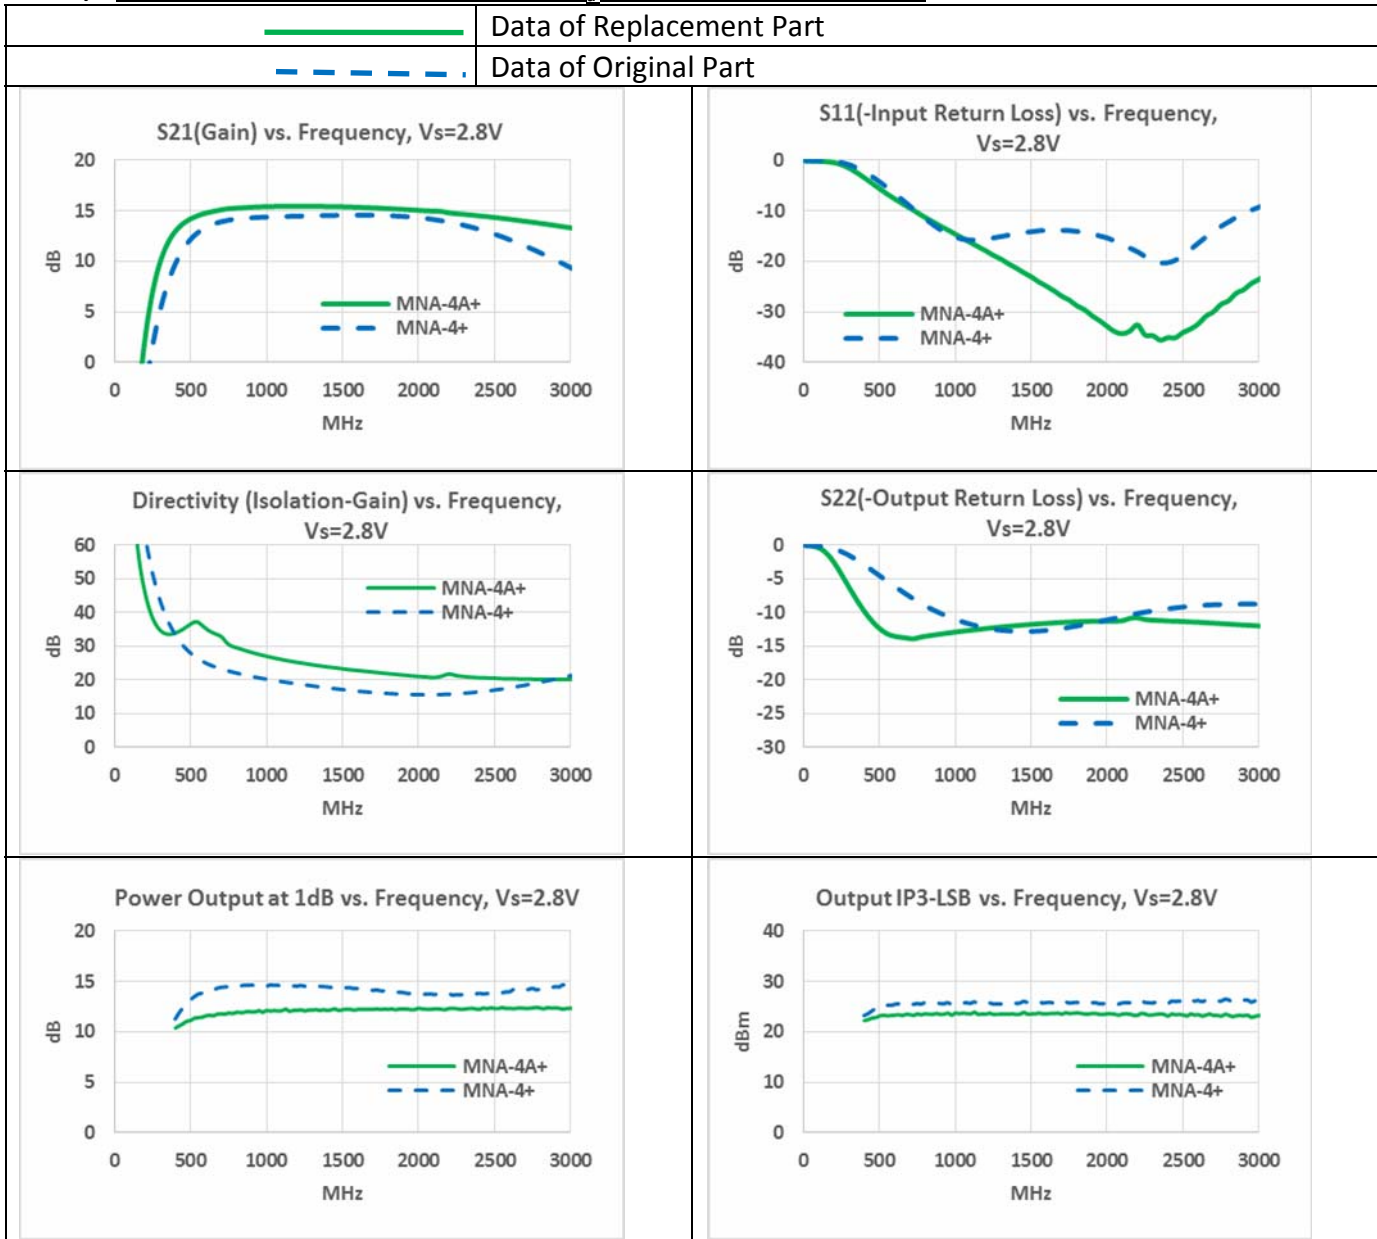 Data of Replacement Part
Data of Original Part
S21(Gain) vs. Frequency, Vs=2.8V
20
15
10
5
0
dB
MNA-4A+
MNA-4+
0 500 1000 1500 2000 2500 3000
MHz
S11(-Input Return Loss) vs. Frequency,
Vs=2.8V
0
-10
-20
-30
-40
dB
MNA-4A+
MNA-4+
0 500 1000 1500 2000 2500 3000
MHz
Directivity (Isolation-Gain) vs. Frequency,
Vs=2.8V
60
50
40
30
20
10
0
dB
MNA-4A+
MNA-4+
0 500 1000 1500 2000 2500 3000
MHz
S22(-Output Return Loss) vs. Frequency,
Vs=2.8V
0
-5
-10
-15
-20
-25
-30
dB
MNA-4A+
MNA-4+
0 500 1000 1500 2000 2500 3000
MHz
Power Output at 1dB vs. Frequency, Vs=2.8V
20
15
10
5
0
dB
MNA-4A+
MNA-4+
0 500 1000 1500 2000 2500 3000
MHz
Output IP3-LSB vs. Frequency, Vs=2.8V
40
30
20
10
0
dBm
MNA-4A+
MNA-4+
0 500 1000 1500 2000 2500 3000
MHz